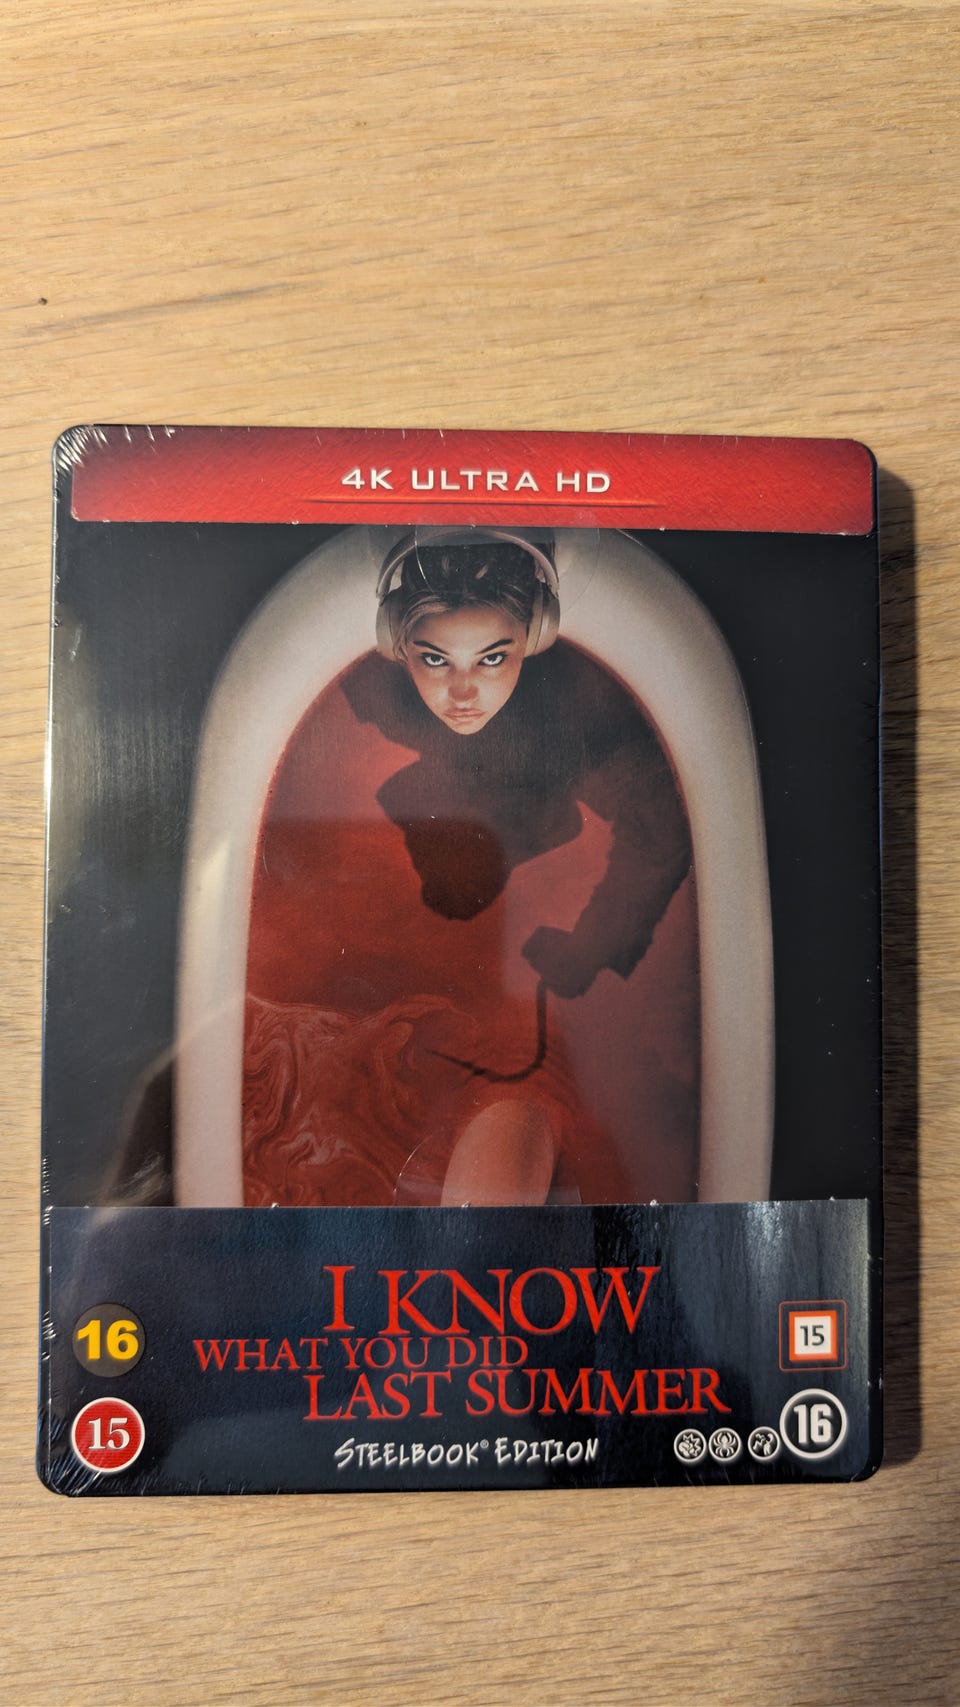 4K ULTRA HD
I KNOW
WHAT YOU DID
LAST SUMMER
STEELBOOK® EDITION
16
15
15
16